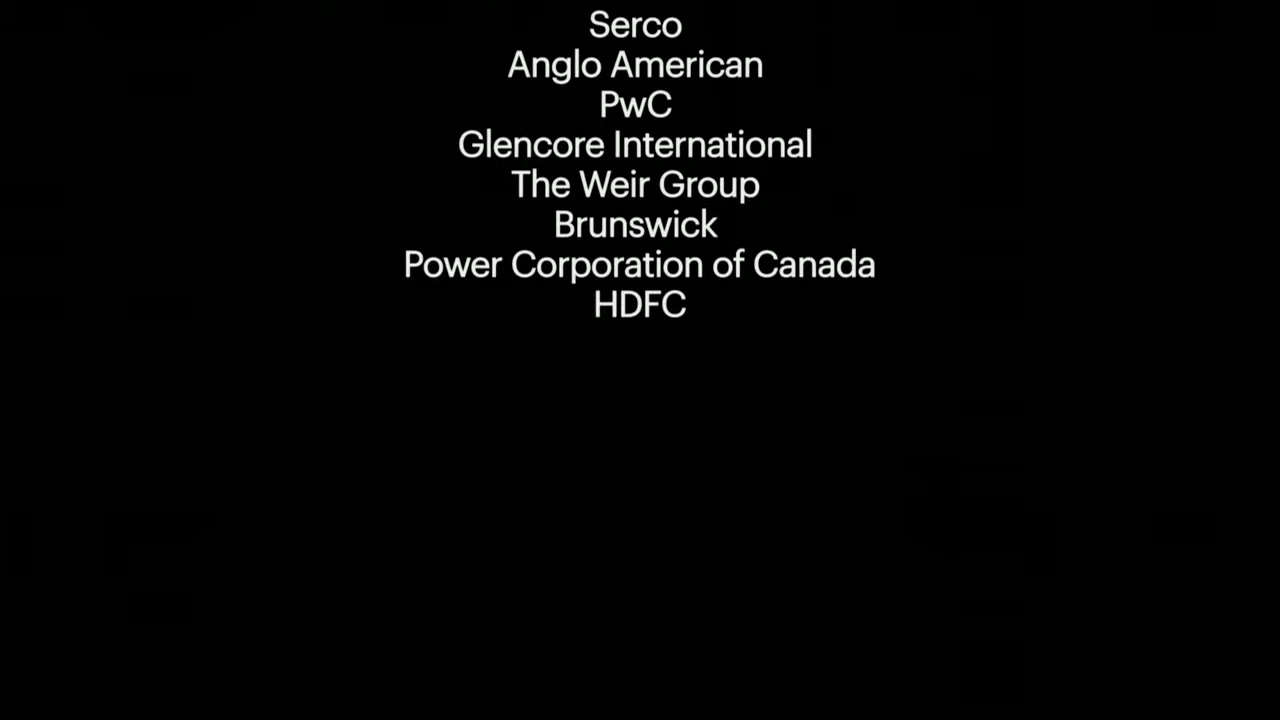 Serco
Anglo American
PwC
Glencore International
The Weir Group
Brunswick
Power Corporation of Canada
HDFC